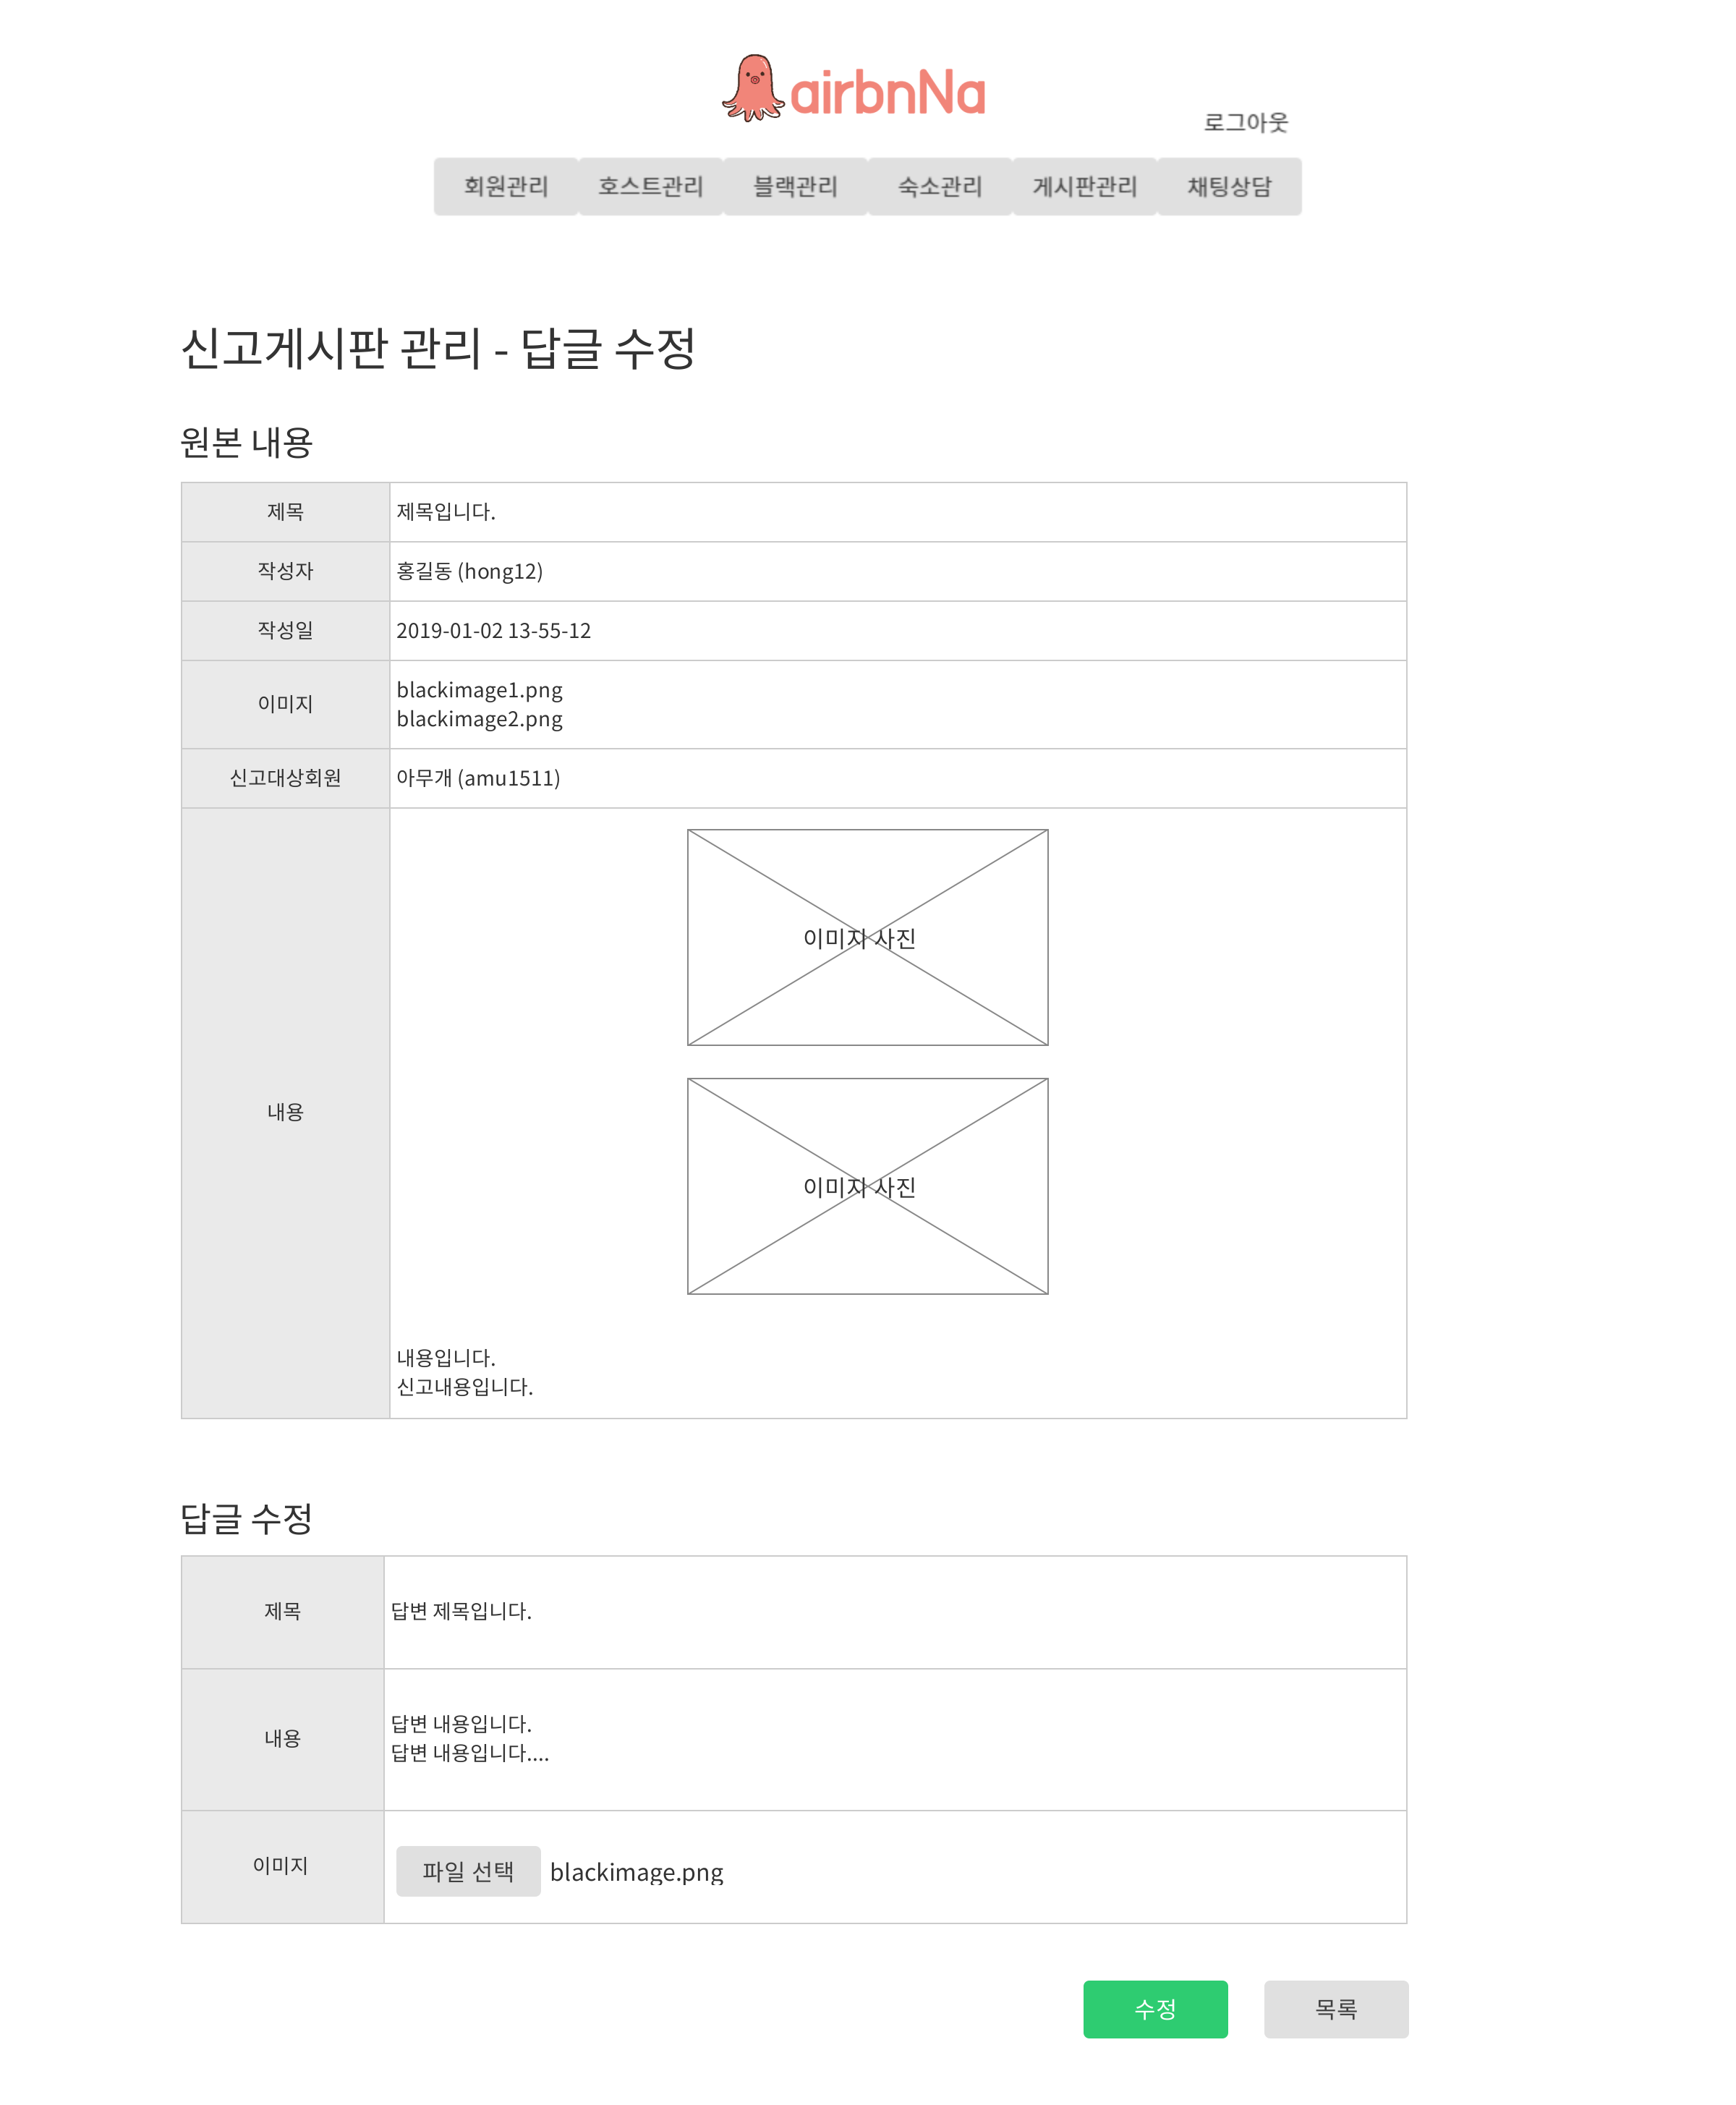 airbnNa
로그아웃
회원관리 호스트관리 블랙관리 숙소관리 게시판관리 채팅상담
신고게시판 관리 - 답글 수정
원본 내용
제목 제목입니다.
작성자 홍길동 (hong12)
작성일 2019-01-02 13-55-12
이미지 blackimage1.png
blackimage2.png
신고대상회원 아무개 (amu1511)
이미지 사진
이미지 사진
내용
내용입니다.
신고내용입니다.
답글 수정
제목 답변 제목입니다.
내용 답변 내용입니다.
답변 내용입니다....
이미지 파일 선택 blackimage.png
수정 목록